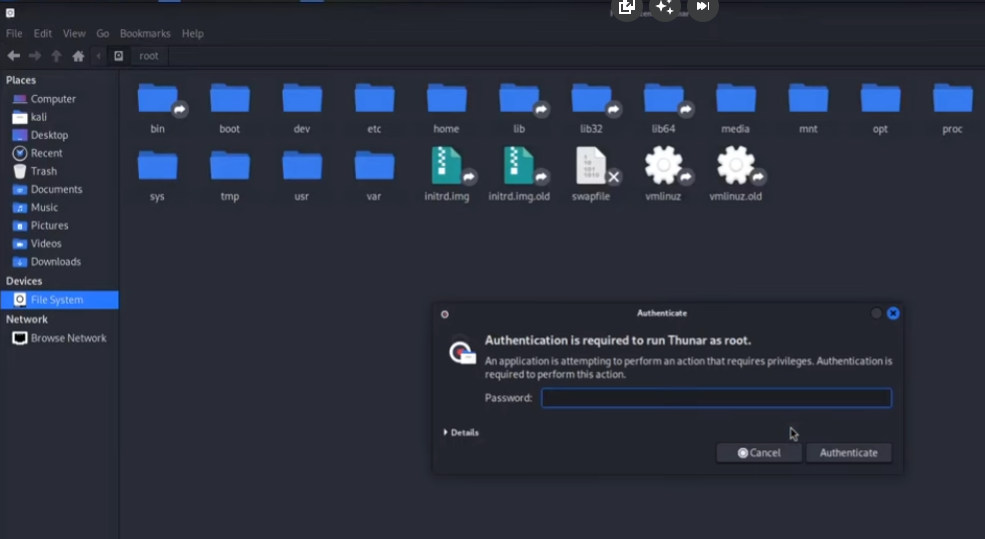 File Edit View Go Bookmarks Help
root
Places
Computer
kali
Desktop
Recent
Trash
Documents
Music
Pictures
Videos
Downloads
Devices
File System
Network
Browse Network
bin boot dev etc home lib lib32 lib64 media mnt opt proc
sys tmp usr var initrd.img initrd.img.old swapfile vmlinuz vmlinuz.old
Authenticate
Authentication is required to run Thunar as root.
An application is attempting to perform an action that requires privileges. Authentication is
required to perform this action.
Password:
Details
Cancel Authenticate